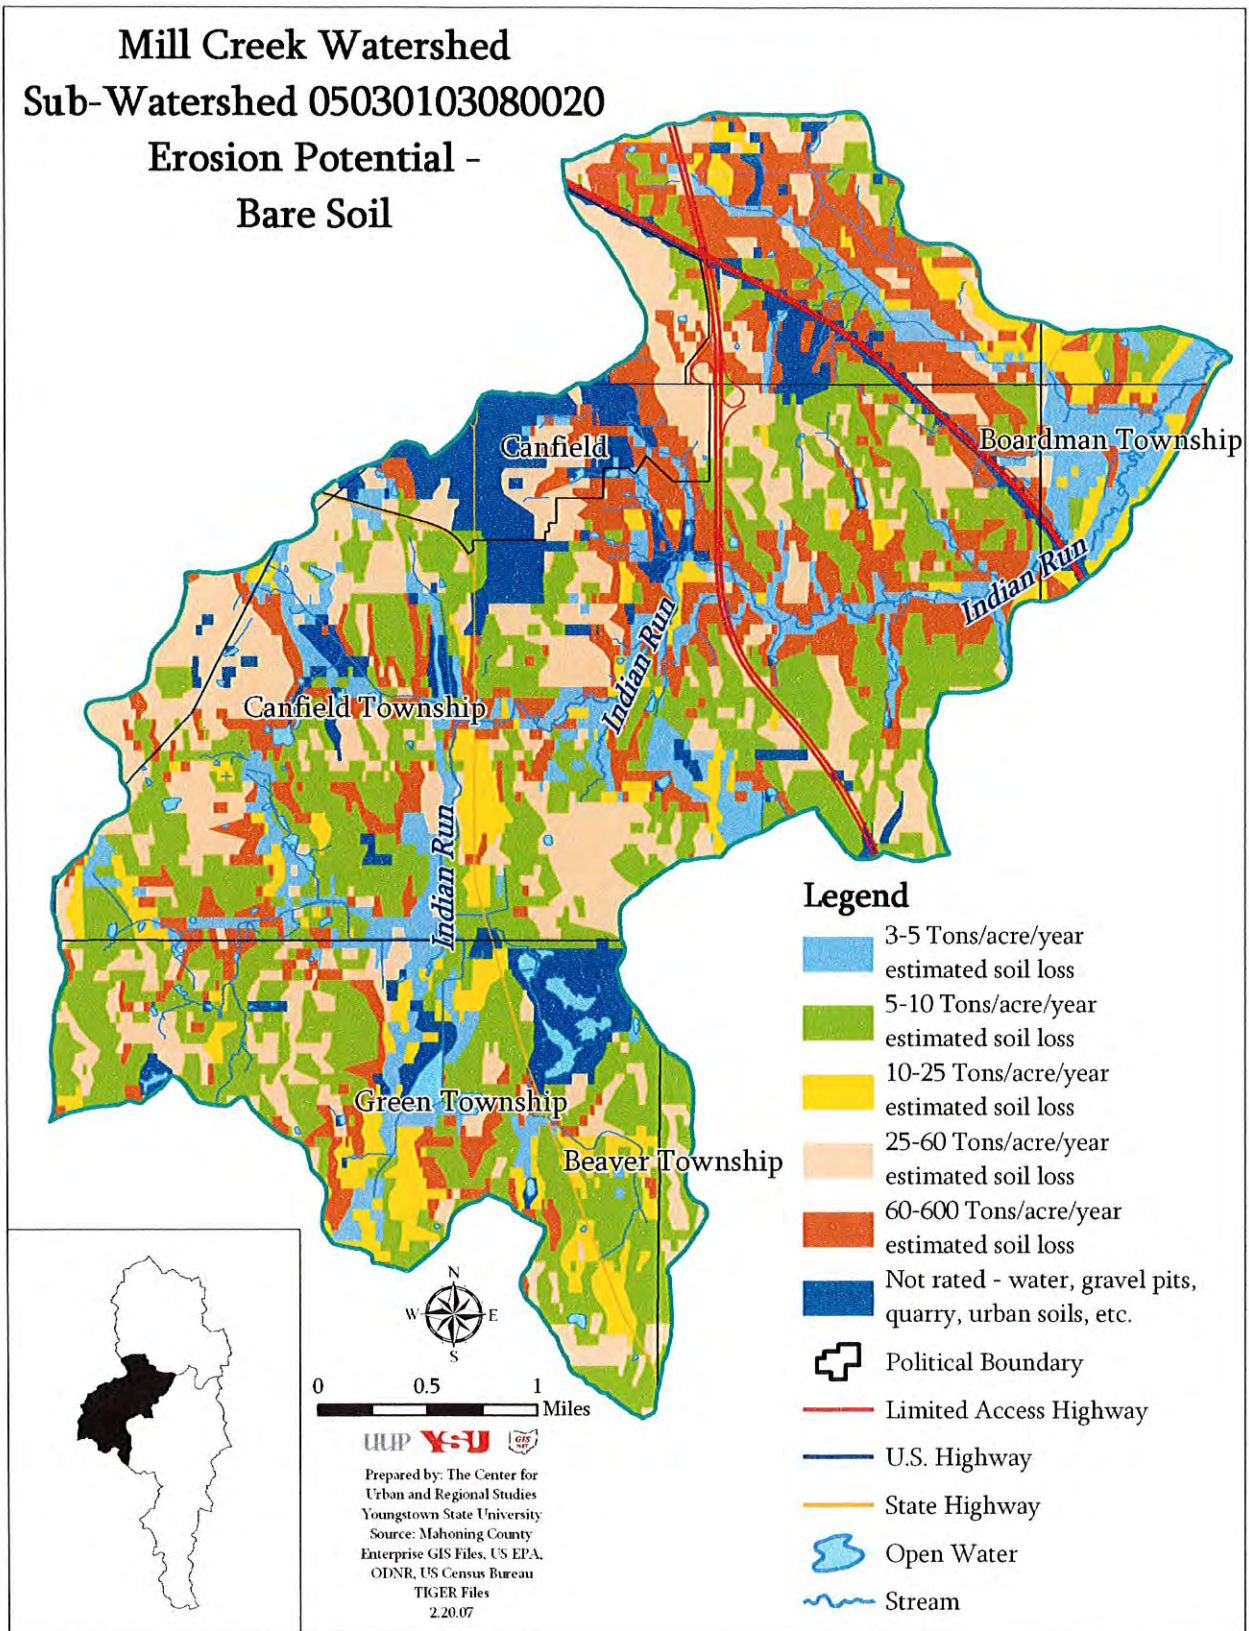 Mill Creek Watershed
Sub-Watershed 05030103080020
Erosion Potential -
Bare Soil
Canfield
Boardman Township
Indian Run
Indian Run
Canfield Township
Indian Run
Green Township
Beaver Township
Legend
3-5 Tons/acre/year
estimated soil loss
5-10 Tons/acre/year
estimated soil loss
10-25 Tons/acre/year
estimated soil loss
25-60 Tons/acre/year
estimated soil loss
60-600 Tons/acre/year
estimated soil loss
Not rated - water, gravel pits,
quarry, urban soils, etc.
Political Boundary
Limited Access Highway
U.S. Highway
State Highway
Open Water
Stream
N
W E
S
0 0.5 1
Miles
UUP YSU GIS
Prepared by: The Center for
Urban and Regional Studies
Youngstown State University
Source: Mahoning County
Enterprise GIS Files, US EPA,
ODNR, US Census Bureau
TIGER Files
2.20.07